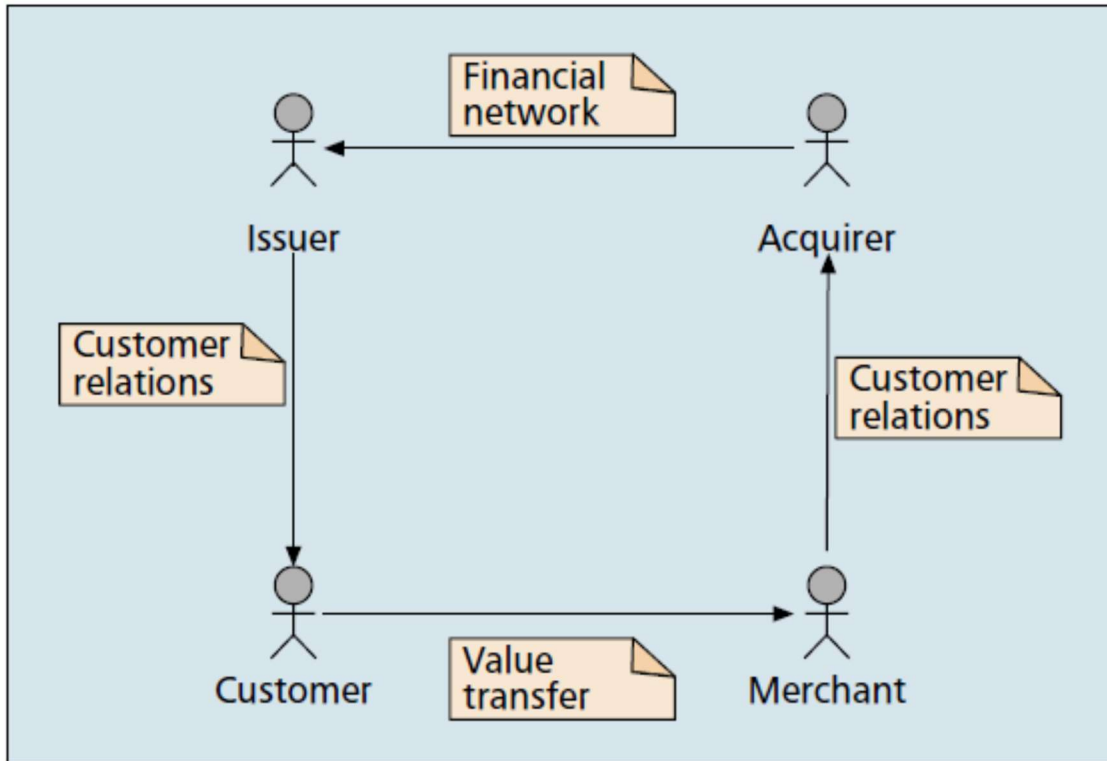 Financial
network
Issuer
Acquirer
Customer
relations
Customer
relations
Customer
Value
transfer
Merchant